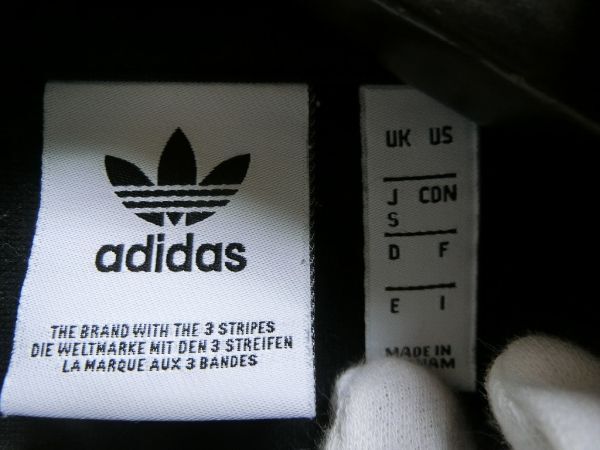 adidas
THE BRAND WITH THE 3 STRIPES
DIE WELTMARKE MIT DEN 3 STREIFEN
LA MARQUE AUX 3 BANDES
UK US
J CDN
S
D F
E I
MADE IN